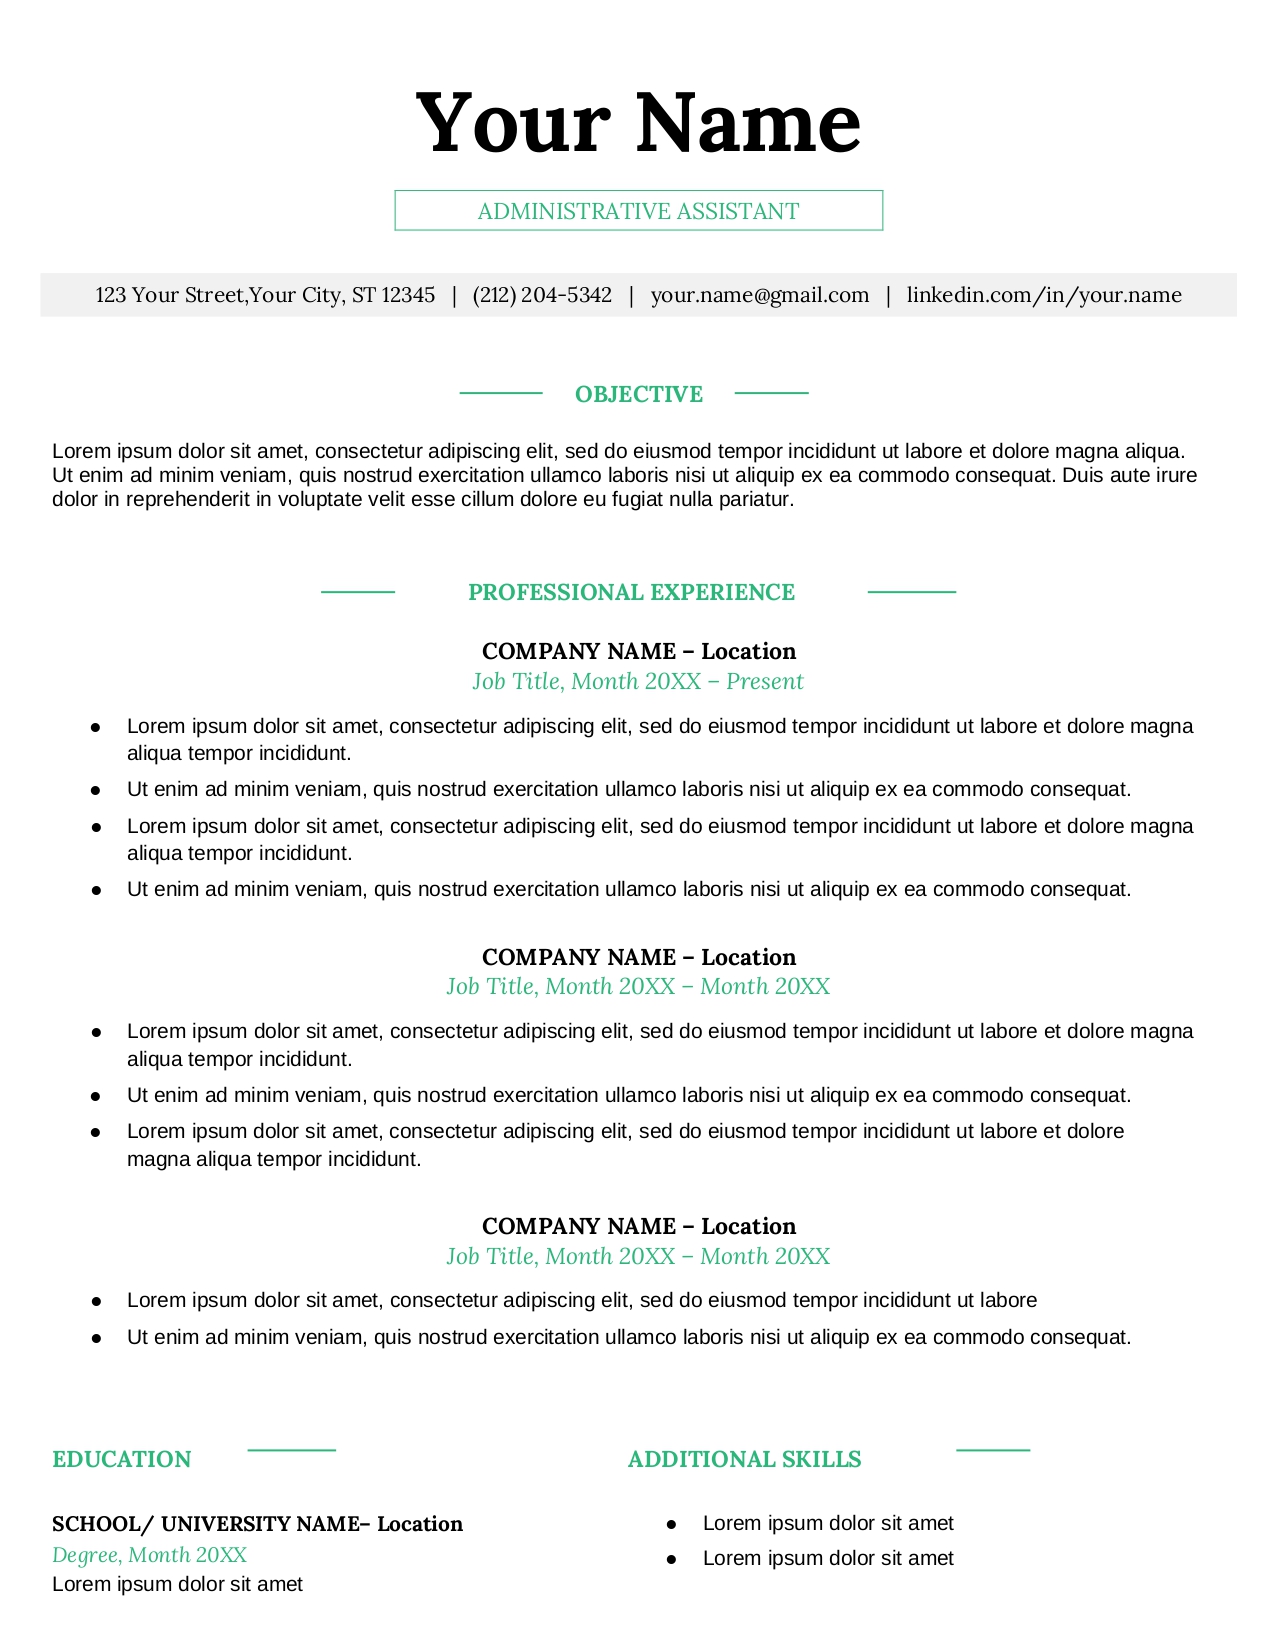 Your Name
ADMINISTRATIVE ASSISTANT
123 Your Street,Your City, ST 12345 | (212) 204-5342 | your.name@gmail.com | linkedin.com/in/your.name
OBJECTIVE
Lorem ipsum dolor sit amet, consectetur adipiscing elit, sed do eiusmod tempor incididunt ut labore et dolore magna aliqua.
Ut enim ad minim veniam, quis nostrud exercitation ullamco laboris nisi ut aliquip ex ea commodo consequat. Duis aute irure
dolor in reprehenderit in voluptate velit esse cillum dolore eu fugiat nulla pariatur.
PROFESSIONAL EXPERIENCE
COMPANY NAME – Location
Job Title, Month 20XX – Present
● Lorem ipsum dolor sit amet, consectetur adipiscing elit, sed do eiusmod tempor incididunt ut labore et dolore magna
aliqua tempor incididunt.
● Ut enim ad minim veniam, quis nostrud exercitation ullamco laboris nisi ut aliquip ex ea commodo consequat.
● Lorem ipsum dolor sit amet, consectetur adipiscing elit, sed do eiusmod tempor incididunt ut labore et dolore magna
aliqua tempor incididunt.
● Ut enim ad minim veniam, quis nostrud exercitation ullamco laboris nisi ut aliquip ex ea commodo consequat.
COMPANY NAME – Location
Job Title, Month 20XX – Month 20XX
● Lorem ipsum dolor sit amet, consectetur adipiscing elit, sed do eiusmod tempor incididunt ut labore et dolore magna
aliqua tempor incididunt.
● Ut enim ad minim veniam, quis nostrud exercitation ullamco laboris nisi ut aliquip ex ea commodo consequat.
● Lorem ipsum dolor sit amet, consectetur adipiscing elit, sed do eiusmod tempor incididunt ut labore et dolore
magna aliqua tempor incididunt.
COMPANY NAME – Location
Job Title, Month 20XX – Month 20XX
● Lorem ipsum dolor sit amet, consectetur adipiscing elit, sed do eiusmod tempor incididunt ut labore
● Ut enim ad minim veniam, quis nostrud exercitation ullamco laboris nisi ut aliquip ex ea commodo consequat.
EDUCATION
SCHOOL/ UNIVERSITY NAME– Location
Degree, Month 20XX
Lorem ipsum dolor sit amet
ADDITIONAL SKILLS
● Lorem ipsum dolor sit amet
● Lorem ipsum dolor sit amet